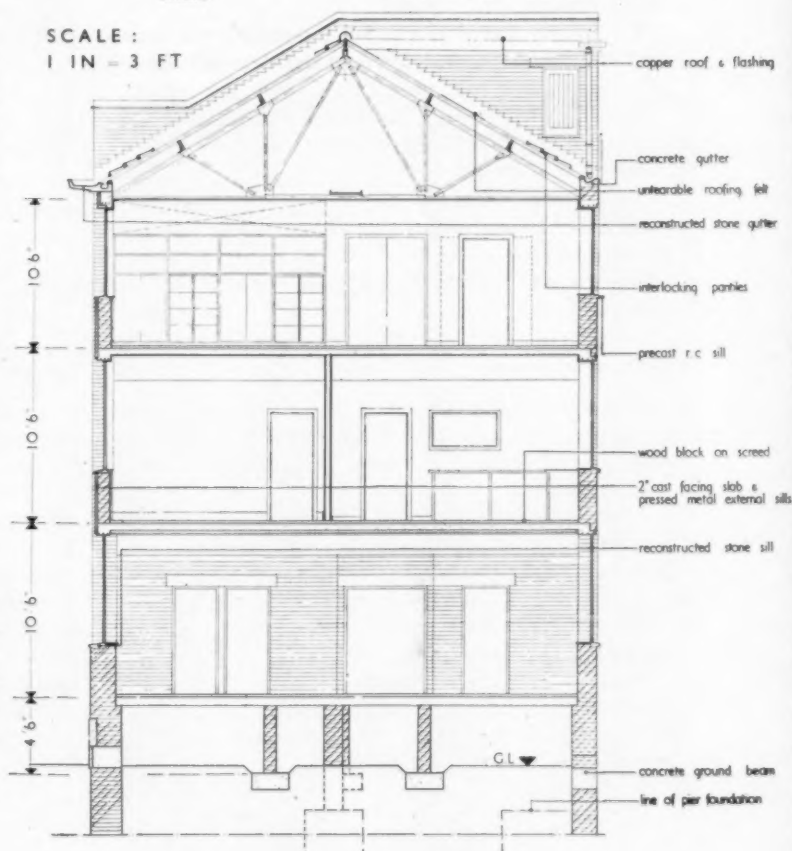 SCALE :
1 IN = 3 FT
copper roof & flashing
concrete gutter
untearable roofing felt
reconstructed stone gutter
10'6"
interlocking pantiles
precast r.c sill
10'6"
wood block on screed
2" cast facing slab &
pressed metal external sills
reconstructed stone sill
10'6"
4'6"
G.L
concrete ground beam
line of pier foundation